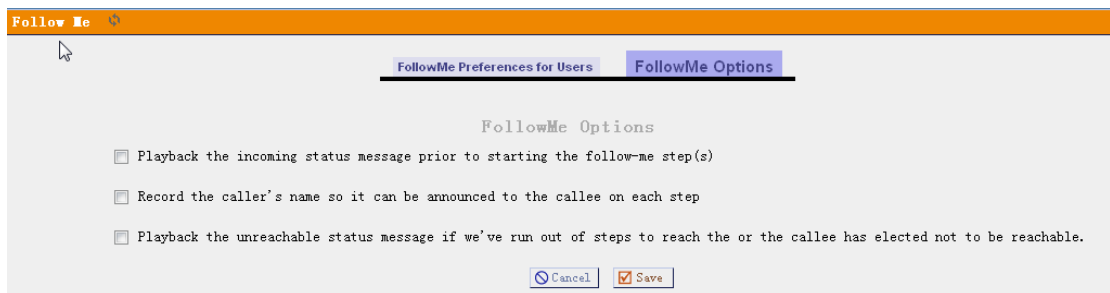 Follow Me
FollowMe Preferences for Users FollowMe Options
FollowMe Options
Playback the incoming status message prior to starting the follow-me step(s)
Record the caller's name so it can be announced to the callee on each step
Playback the unreachable status message if we've run out of steps to reach the or the callee has elected not to be reachable.
Cancel Save